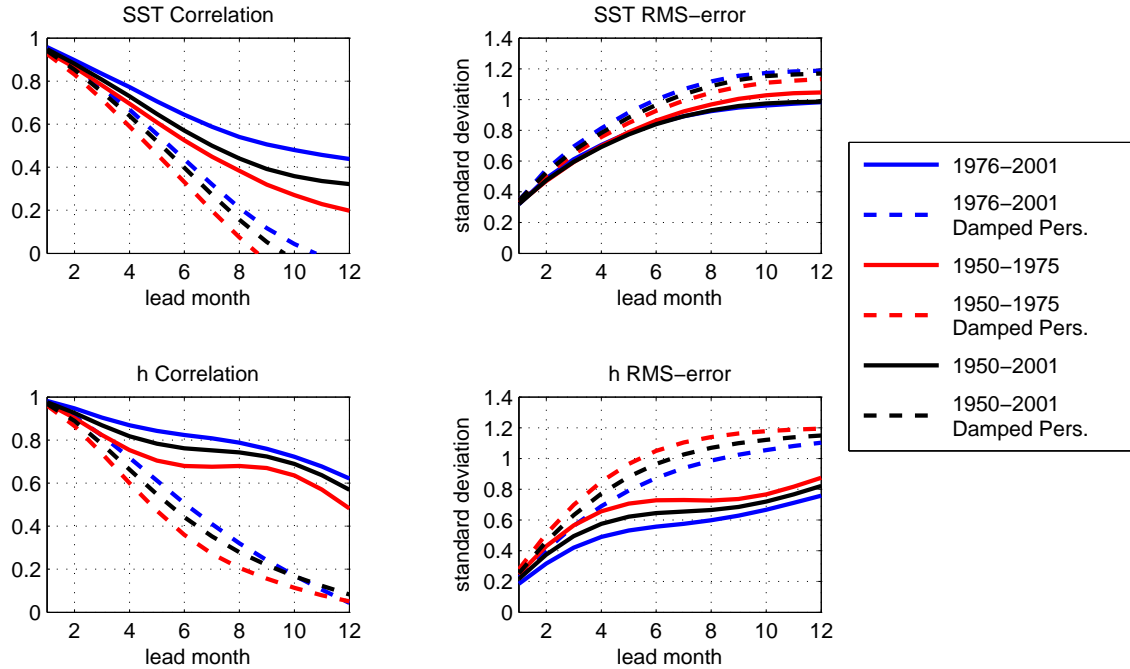 SST Correlation
1
0.8
0.6
0.4
0.2
0
2 4 6 8 10 12
lead month
SST RMS−error
standard deviation
1.4
1.2
1
0.8
0.6
0.4
0.2
0
2 4 6 8 10 12
lead month
h Correlation
1
0.8
0.6
0.4
0.2
0
2 4 6 8 10 12
lead month
h RMS−error
standard deviation
1.4
1.2
1
0.8
0.6
0.4
0.2
0
2 4 6 8 10 12
lead month
1976−2001
1976−2001
Damped Pers.
1950−1975
1950−1975
Damped Pers.
1950−2001
1950−2001
Damped Pers.